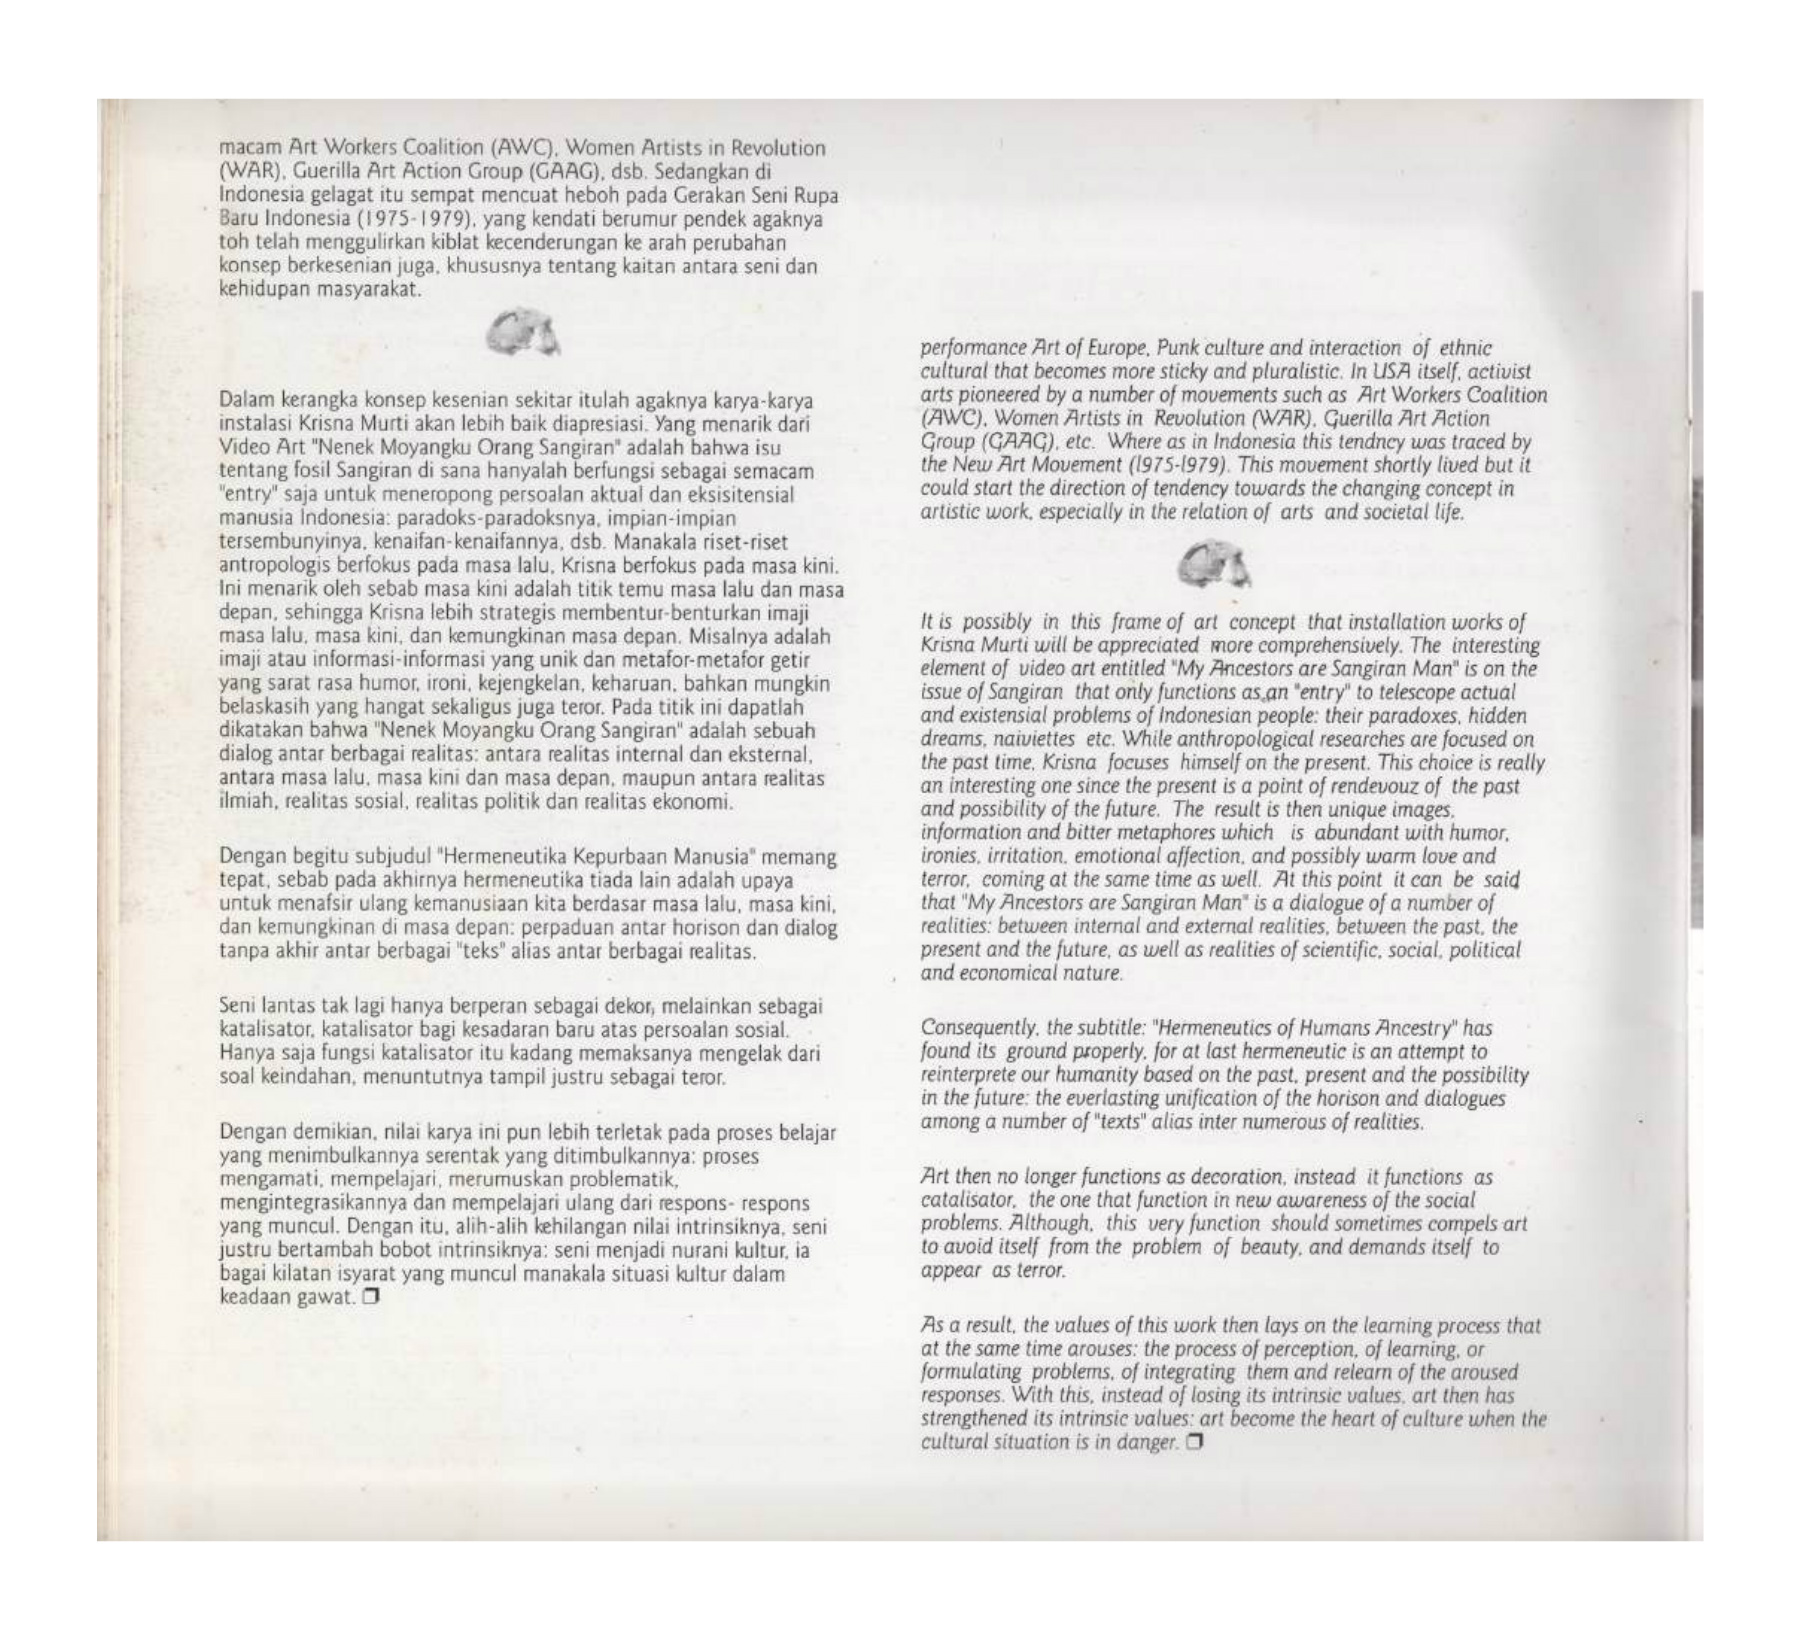 macam Art Workers Coalition (AWC), Women Artists in Revolution
(WAR), Guerilla Art Action Group (GAAG), dsb. Sedangkan di
Indonesia gelagat itu sempat mencuat heboh pada Gerakan Seni Rupa
Baru Indonesia (1975-1979), yang kendati berumur pendek agaknya
toh telah menggulirkan kiblat kecenderungan ke arah perubahan
konsep berkesenian juga, khususnya tentang kaitan antara seni dan
kehidupan masyarakat.
Dalam kerangka konsep kesenian sekitar itulah agaknya karya-karya
instalasi Krisna Murti akan lebih baik diapresiasi. Yang menarik dari
Video Art "Nenek Moyangku Orang Sangiran" adalah bahwa isu
tentang fosil Sangiran di sana hanyalah berfungsi sebagai semacam
"entry" saja untuk meneropong persoalan aktual dan eksisitensial
manusia Indonesia: paradoks-paradoksnya, impian-impian
tersembunyinya, kenaifan-kenaifannya, dsb. Manakala riset-riset
antropologis berfokus pada masa lalu, Krisna berfokus pada masa kini.
Ini menarik oleh sebab masa kini adalah titik temu masa lalu dan masa
depan, sehingga Krisna lebih strategis membentur-benturkan imaji
masa lalu, masa kini, dan kemungkinan masa depan. Misalnya adalah
imaji atau informasi-informasi yang unik dan metafor-metafor getir
yang sarat rasa humor, ironi, kejengkelan, keharuan, bahkan mungkin
belaskasih yang hangat sekaligus juga teror. Pada titik ini dapatlah
dikatakan bahwa "Nenek Moyangku Orang Sangiran" adalah sebuah
dialog antar berbagai realitas: antara realitas internal dan eksternal,
antara masa lalu, masa kini dan masa depan, maupun antara realitas
ilmiah, realitas sosial, realitas politik dan realitas ekonomi.
Dengan begitu subjudul "Hermeneutika Kepurbaan Manusia" memang
tepat, sebab pada akhirnya hermeneutika tiada lain adalah upaya
untuk menafsir ulang kemanusiaan kita berdasar masa lalu, masa kini,
dan kemungkinan di masa depan: perpaduan antar horison dan dialog
tanpa akhir antar berbagai "teks" alias antar berbagai realitas.
Seni lantas tak lagi hanya berperan sebagai dekor, melainkan sebagai
katalisator, katalisator bagi kesadaran baru atas persoalan sosial.
Hanya saja fungsi katalisator itu kadang memaksanya mengelak dari
soal keindahan, menuntutnya tampil justru sebagai teror.
Dengan demikian, nilai karya ini pun lebih terletak pada proses belajar
yang menimbulkannya serentak yang ditimbulkannya: proses
mengamati, mempelajari, merumuskan problematik,
mengintegrasikannya dan mempelajari ulang dari respons- respons
yang muncul. Dengan itu, alih-alih kehilangan nilai intrinsiknya, seni
justru bertambah bobot intrinsiknya: seni menjadi nurani kultur, ia
bagai kilatan isyarat yang muncul manakala situasi kultur dalam
keadaan gawat. ❒
performance Art of Europe, Punk culture and interaction of ethnic
cultural that becomes more sticky and pluralistic. In USA itself, activist
arts pioneered by a number of movements such as Art Workers Coalition
(AWC), Women Artists in Revolution (WAR), Guerilla Art Action
Group (GAAG), etc. Where as in Indonesia this tendncy was traced by
the New Art Movement (1975-1979). This movement shortly lived but it
could start the direction of tendency towards the changing concept in
artistic work, especially in the relation of arts and societal life.
It is possibly in this frame of art concept that installation works of
Krisna Murti will be appreciated more comprehensively. The interesting
element of video art entitled "My Ancestors are Sangiran Man" is on the
issue of Sangiran that only functions as an "entry" to telescope actual
and existensial problems of Indonesian people: their paradoxes, hidden
dreams, naiviettes etc. While anthropological researches are focused on
the past time, Krisna focuses himself on the present. This choice is really
an interesting one since the present is a point of rendevouz of the past
and possibility of the future. The result is then unique images,
information and bitter metaphores which is abundant with humor,
ironies, irritation, emotional affection, and possibly warm love and
terror, coming at the same time as well. At this point it can be said
that "My Ancestors are Sangiran Man" is a dialogue of a number of
realities: between internal and external realities, between the past, the
present and the future, as well as realities of scientific, social, political
and economical nature.
Consequently, the subtitle: "Hermeneutics of Humans Ancestry" has
found its ground properly, for at last hermeneutic is an attempt to
reinterprete our humanity based on the past, present and the possibility
in the future: the everlasting unification of the horison and dialogues
among a number of "texts" alias inter numerous of realities.
Art then no longer functions as decoration, instead it functions as
catalisator, the one that function in new awareness of the social
problems. Although, this very function should sometimes compels art
to avoid itself from the problem of beauty, and demands itself to
appear as terror.
As a result, the values of this work then lays on the learning process that
at the same time arouses: the process of perception, of learning, or
formulating problems, of integrating them and relearn of the aroused
responses. With this, instead of losing its intrinsic values, art then has
strengthened its intrinsic values: art become the heart of culture when the
cultural situation is in danger. ❒